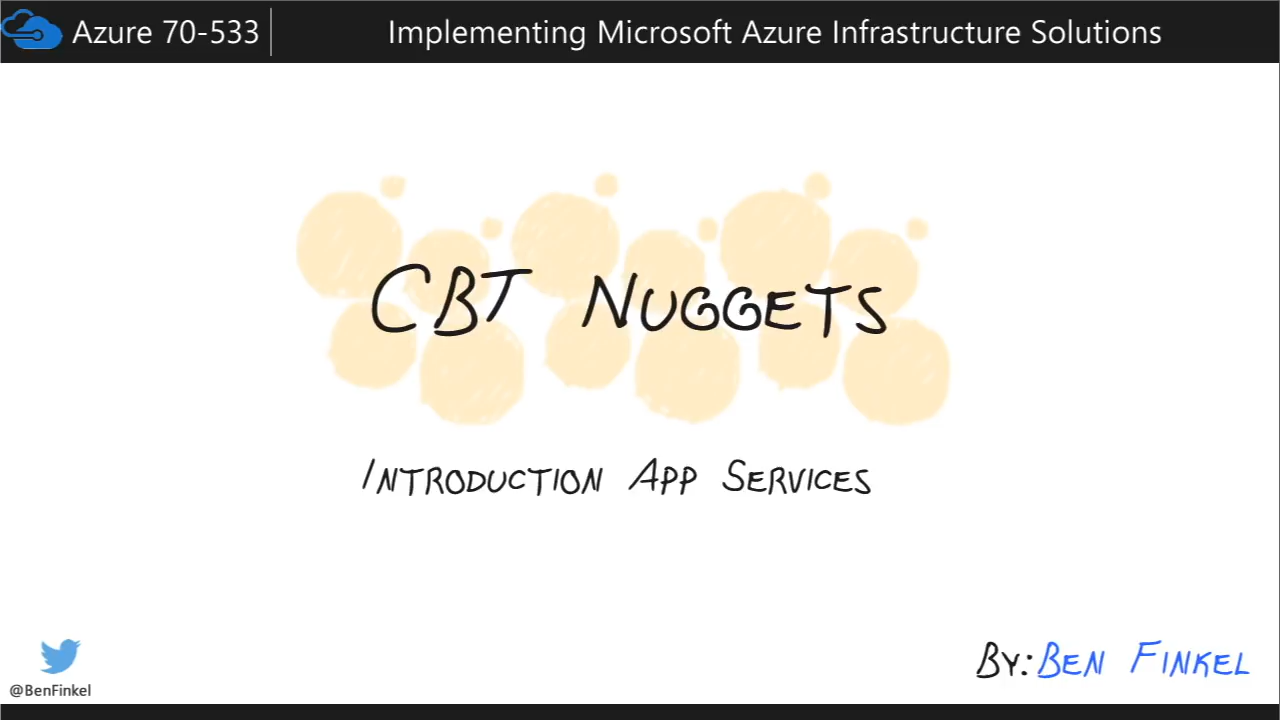 Azure 70-533
Implementing Microsoft Azure Infrastructure Solutions
CBT NUGGETS
INTRODUCTION APP SERVICES
@BenFinkel
BY: BEN FINKEL